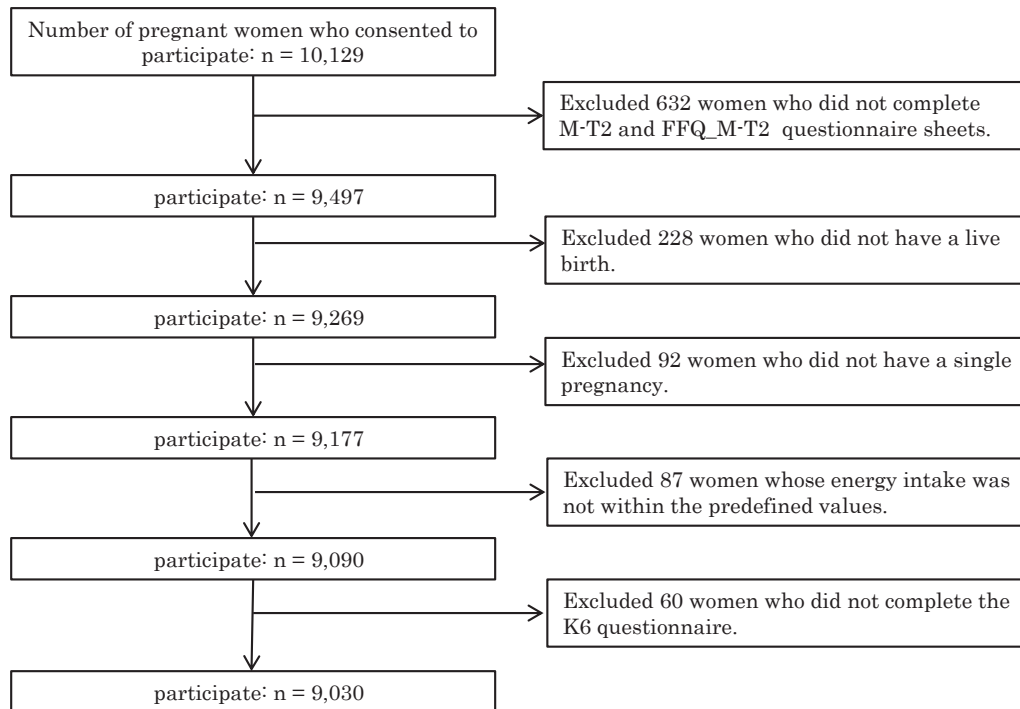 Number of pregnant women who consented to
participate: n = 10,129
Excluded 632 women who did not complete
M-T2 and FFQ_M-T2 questionnaire sheets.
participate: n = 9,497
Excluded 228 women who did not have a live
birth.
participate: n = 9,269
Excluded 92 women who did not have a single
pregnancy.
participate: n = 9,177
Excluded 87 women whose energy intake was
not within the predefined values.
participate: n = 9,090
Excluded 60 women who did not complete the
K6 questionnaire.
participate: n = 9,030